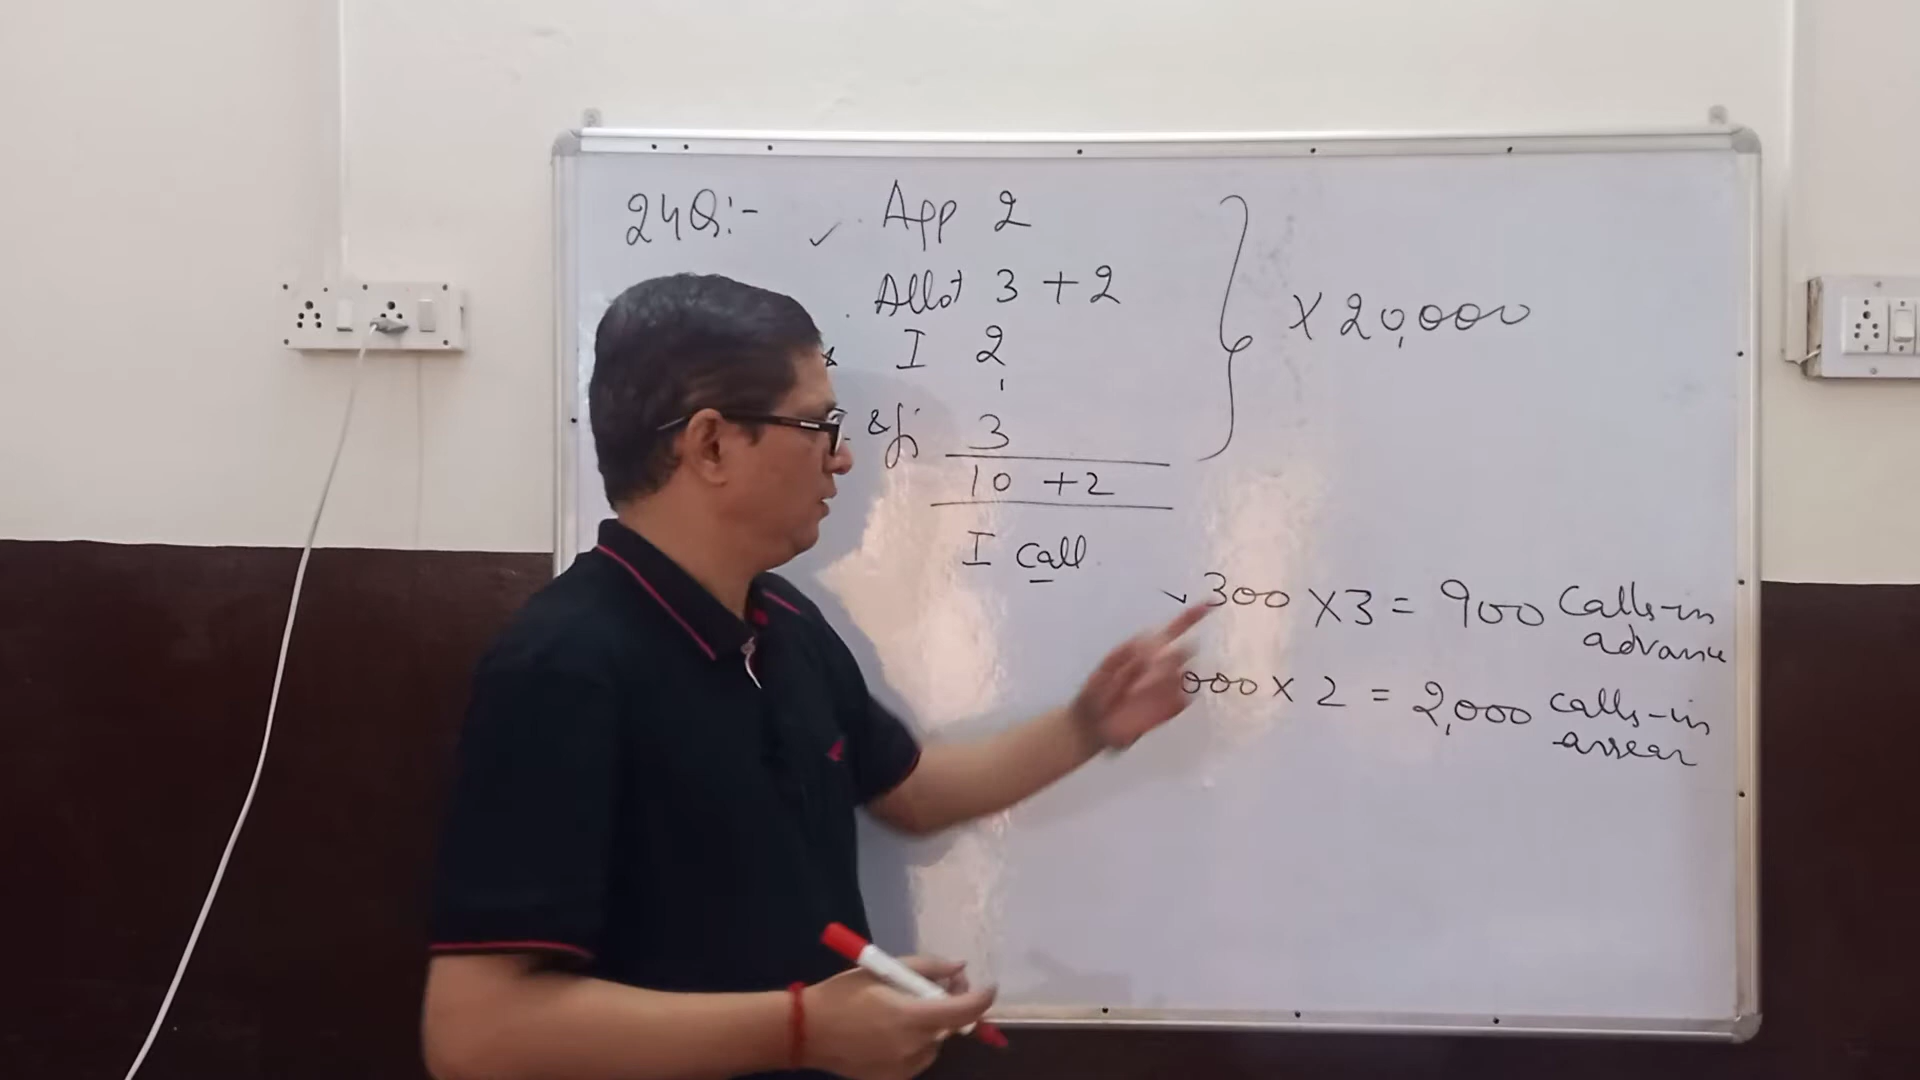 24Q:- ✓ App 2
Allot 3 + 2
I 2
& f: 3
10 + 2
} X 20,000
I call
✓ 300 X 3 = 900 Calls-in
advance
000 X 2 = 2,000 calls-in
arrear